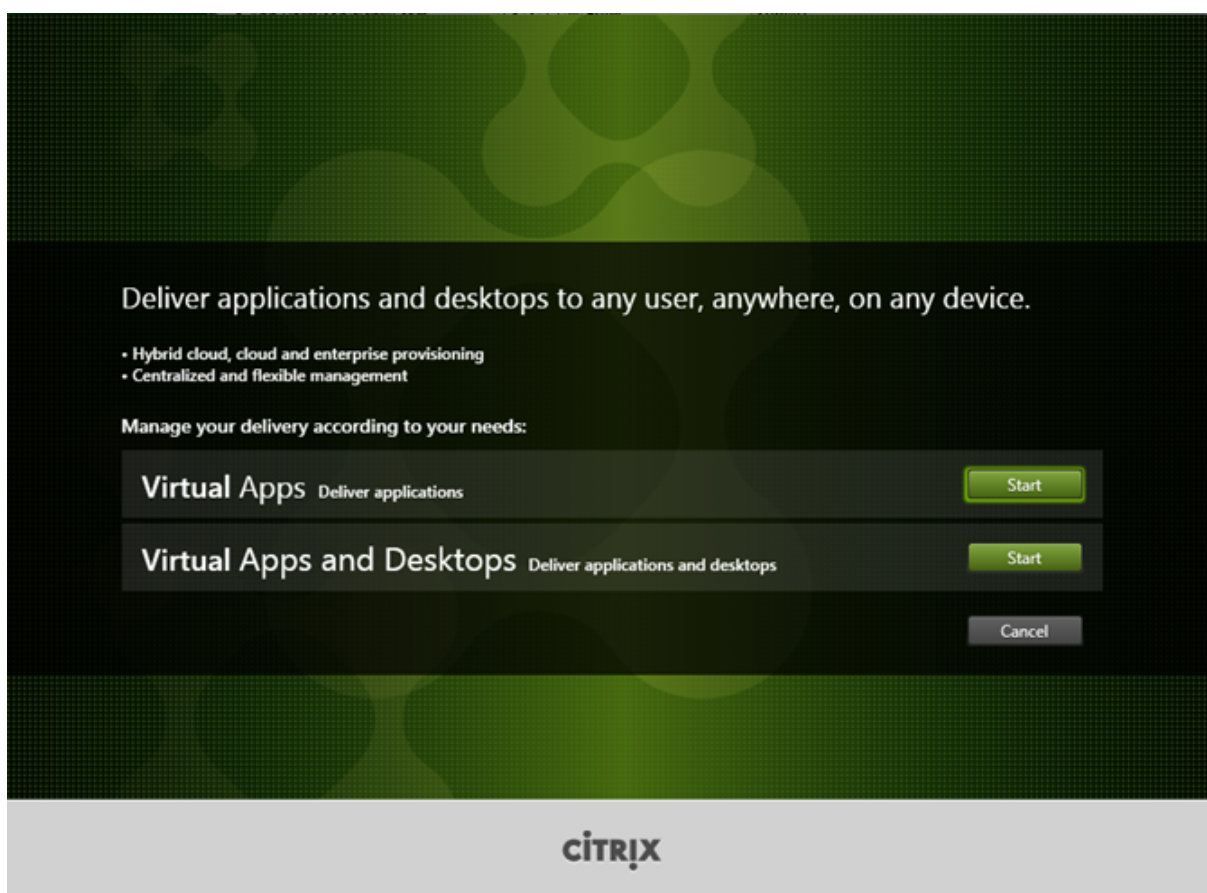 Deliver applications and desktops to any user, anywhere, on any device.
• Hybrid cloud, cloud and enterprise provisioning
• Centralized and flexible management
Manage your delivery according to your needs:
Virtual Apps Deliver applications Start
Virtual Apps and Desktops Deliver applications and desktops Start
Cancel
CITRIX